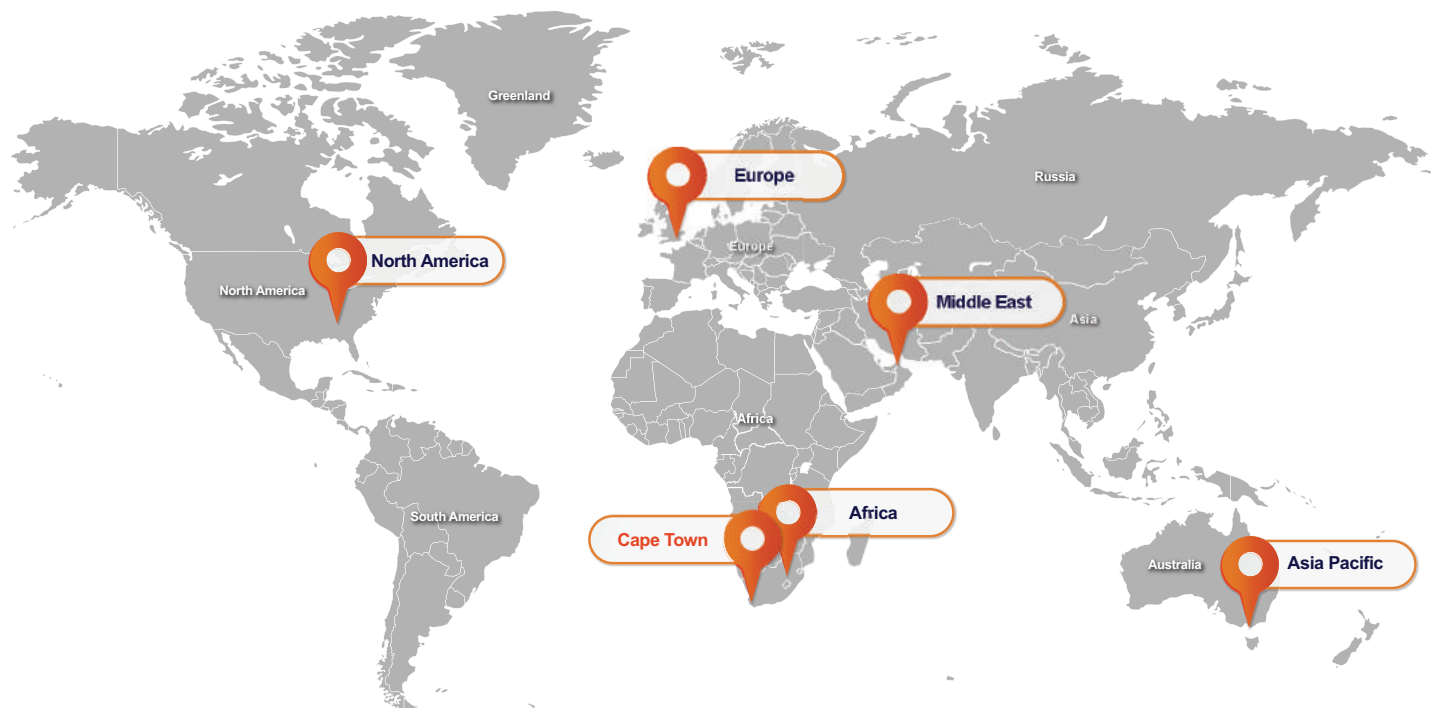 Greenland
Europe
Russia
Europe
North America
North America
Middle East
Asia
Africa
South America
Africa
Cape Town
Australia
Asia Pacific